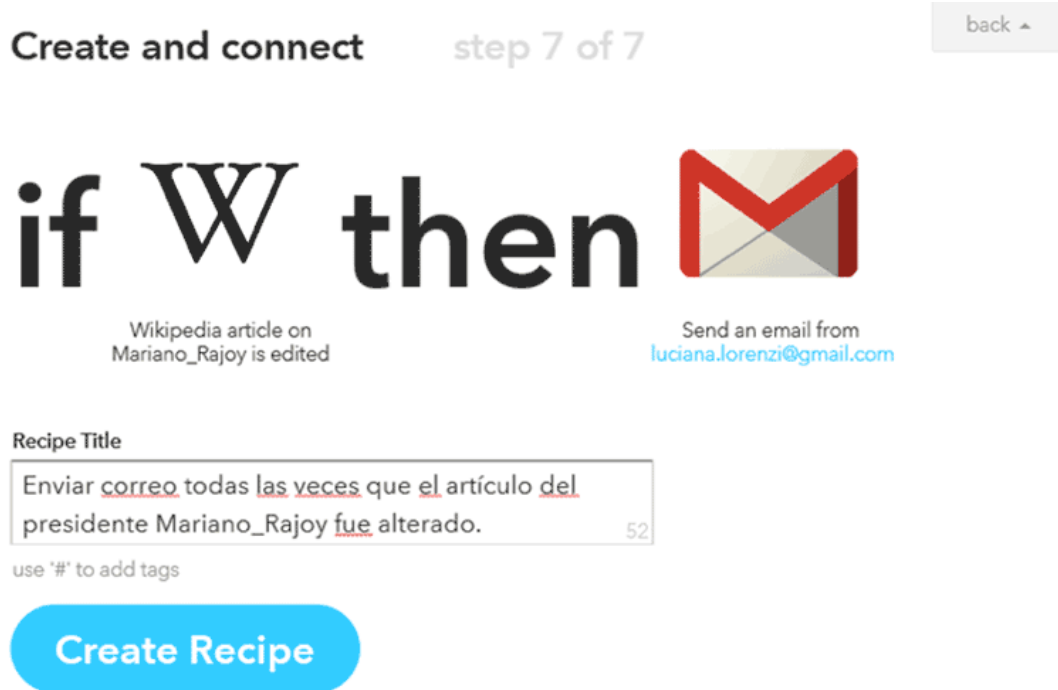 Create and connect step 7 of 7 back
if W then M
Wikipedia article on
Mariano_Rajoy is edited
Send an email from
luciana.lorenzi@gmail.com
Recipe Title
Enviar correo todas las veces que el artículo del
presidente Mariano_Rajoy fue alterado.
52
use '#' to add tags
Create Recipe